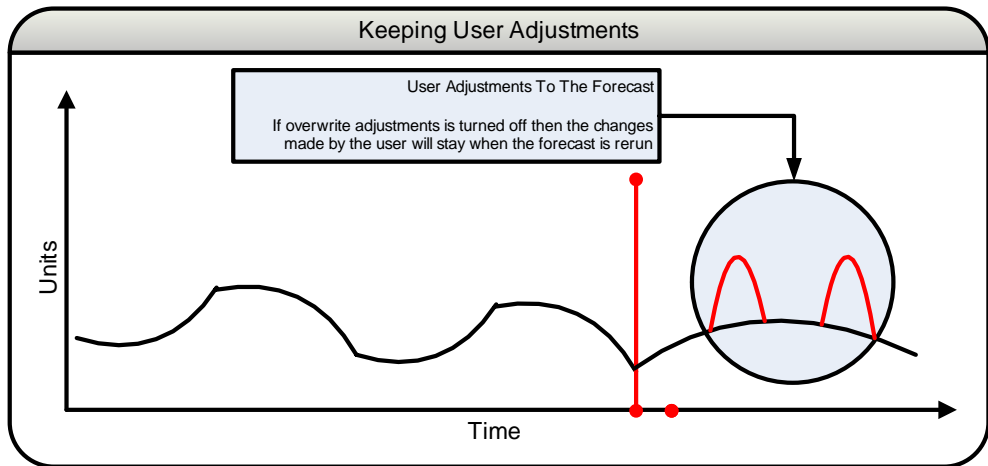 Keeping User Adjustments
User Adjustments To The Forecast
If overwrite adjustments is turned off then the changes
made by the user will stay when the forecast is rerun
Units
Time